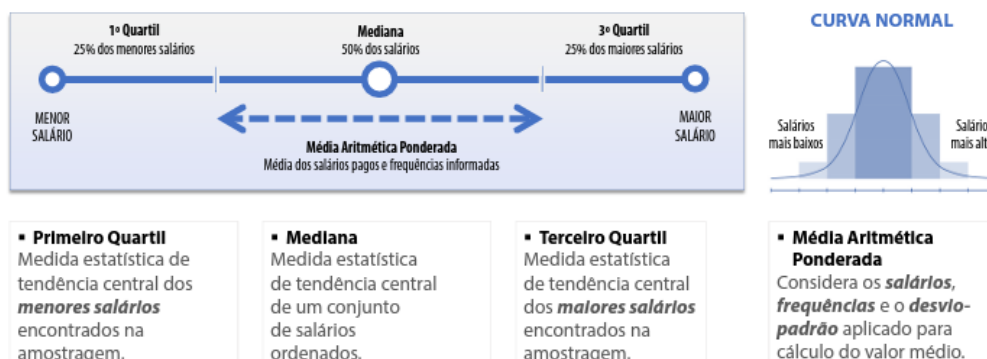 1º Quartil
25% dos menores salários
Mediana
50% dos salários
3º Quartil
25% dos maiores salários
MENOR
SALÁRIO
MAIOR
SALÁRIO
Média Aritmética Ponderada
Média dos salários pagos e frequências informadas
CURVA NORMAL
Salários
mais baixos
Salário
mais alt
▪ Primeiro Quartil
Medida estatística de
tendência central dos
menores salários
encontrados na
amostragem.
▪ Mediana
Medida estatística
de tendência central
de um conjunto
de salários
ordenados.
▪ Terceiro Quartil
Medida estatística
de tendência central
dos maiores salários
encontrados na
amostragem.
▪ Média Aritmética
Ponderada
Considera os salários,
frequências e o desvio-
padrão aplicado para
cálculo do valor médio.